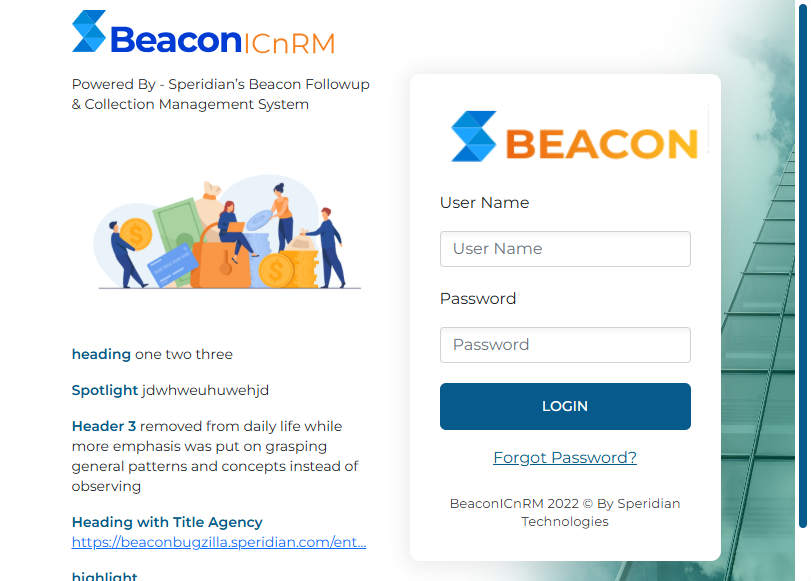 BeaconICnRM
Powered By - Speridian’s Beacon Followup
& Collection Management System
heading one two three
Spotlight jdwhweuhuwehjd
Header 3 removed from daily life while
more emphasis was put on grasping
general patterns and concepts instead of
observing
Heading with Title Agency
https://beaconbugzilla.speridian.com/ent...
highlight
BEACON
User Name
User Name
Password
Password
LOGIN
Forgot Password?
BeaconICnRM 2022 © By Speridian
Technologies